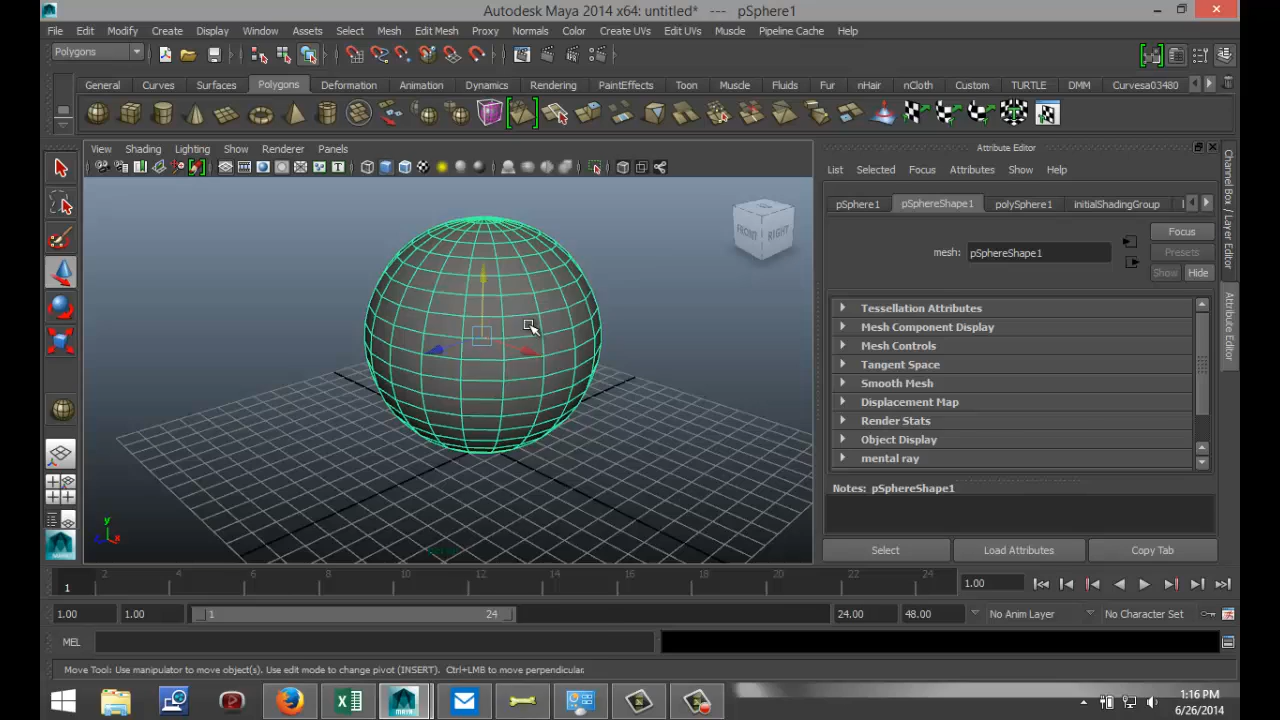 Autodesk Maya 2014 x64: untitled* --- pSphere1
File Edit Modify Create Display Window Assets Select Mesh Edit Mesh Proxy Normals Color Create UVs Edit UVs Muscle Pipeline Cache Help
Polygons
General Curves Surfaces Polygons Deformation Animation Dynamics Rendering PaintEffects Toon Muscle Fluids Fur nHair nCloth Custom TURTLE DMM Curvesa03480
View Shading Lighting Show Renderer Panels
Attribute Editor
List Selected Focus Attributes Show Help
pSphere1 pSphereShape1 polySphere1 initialShadingGroup
Focus
mesh: pSphereShape1
Presets
Show Hide
FRONT RIGHT
Channel Box / Layer Editor
Attribute Editor
Tessellation Attributes
Mesh Component Display
Mesh Controls
Tangent Space
Smooth Mesh
Displacement Map
Render Stats
Object Display
mental ray
Notes: pSphereShape1
y
x
persp
Select Load Attributes Copy Tab
1 2 4 6 8 10 12 14 16 18 20 22 24 1.00
1.00 1.00 1 24 24.00 48.00 No Anim Layer No Character Set
MEL
Move Tool: Use manipulator to move object(s). Use edit mode to change pivot (INSERT). Ctrl+LMB to move perpendicular.
MAYA
1:16 PM
6/26/2014